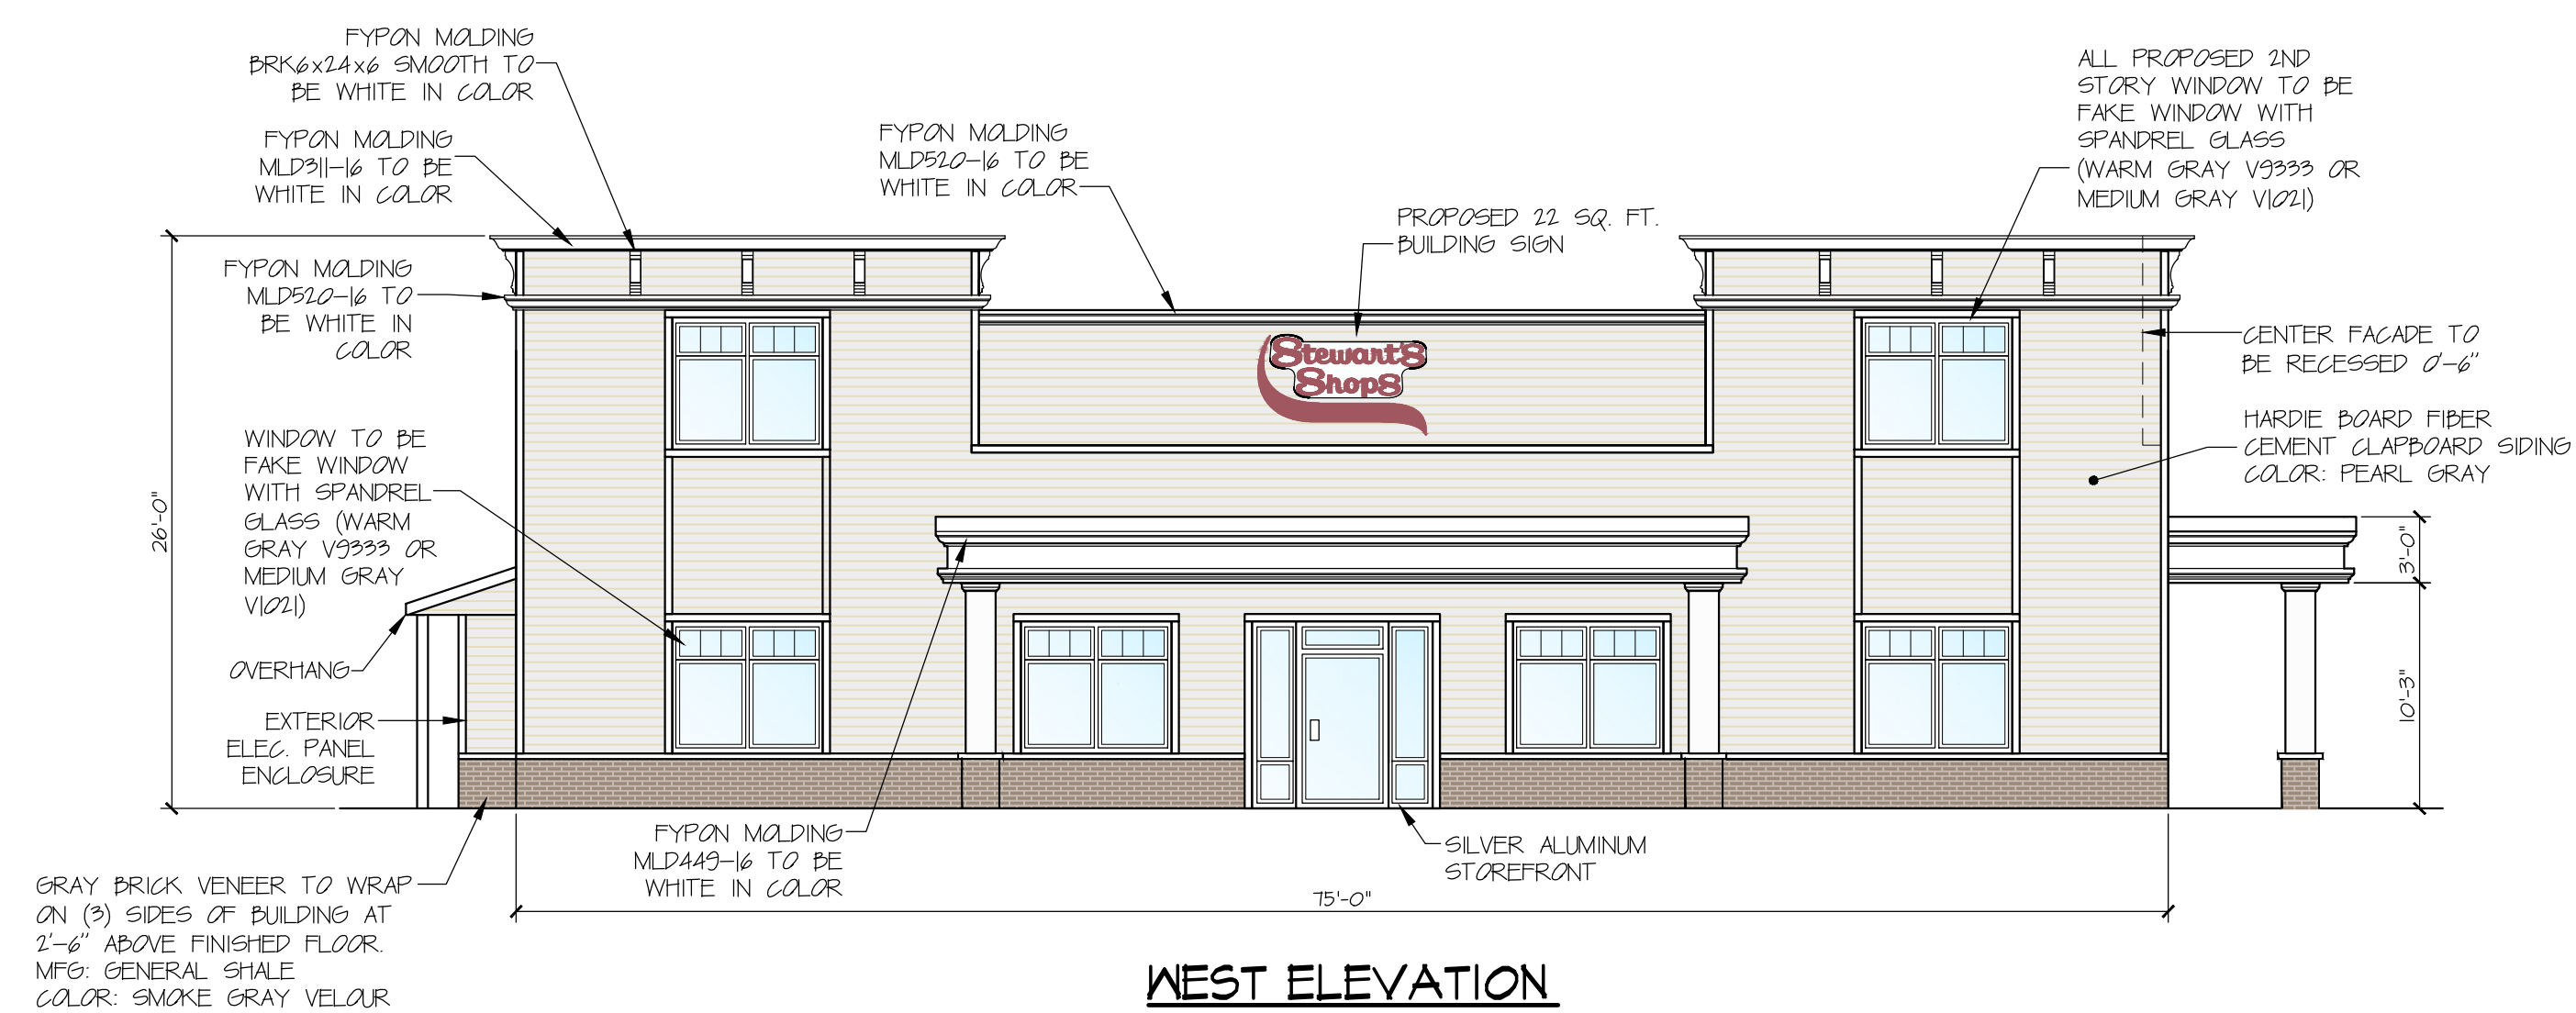 FYPON MOLDING
BRK6x24x6 SMOOTH TO
BE WHITE IN COLOR
FYPON MOLDING
MLD311-16 TO BE
WHITE IN COLOR
FYPON MOLDING
MLD520-16 TO
BE WHITE IN
COLOR
FYPON MOLDING
MLD520-16 TO BE
WHITE IN COLOR
PROPOSED 22 SQ. FT.
BUILDING SIGN
ALL PROPOSED 2ND
STORY WINDOW TO BE
FAKE WINDOW WITH
SPANDREL GLASS
(WARM GRAY V9333 OR
MEDIUM GRAY V1021)
Stewart's
Shops
CENTER FACADE TO
BE RECESSED 0'-6"
HARDIE BOARD FIBER
CEMENT CLAPBOARD SIDING
COLOR: PEARL GRAY
WINDOW TO BE
FAKE WINDOW
WITH SPANDREL
GLASS (WARM
GRAY V9333 OR
MEDIUM GRAY
V1021)
26'-0"
3'-0"
10'-3"
OVERHANG
EXTERIOR
ELEC. PANEL
ENCLOSURE
FYPON MOLDING
MLD449-16 TO BE
WHITE IN COLOR
SILVER ALUMINUM
STOREFRONT
GRAY BRICK VENEER TO WRAP
ON (3) SIDES OF BUILDING AT
2'-6" ABOVE FINISHED FLOOR.
MFG: GENERAL SHALE
COLOR: SMOKE GRAY VELOUR
75'-0"
WEST ELEVATION